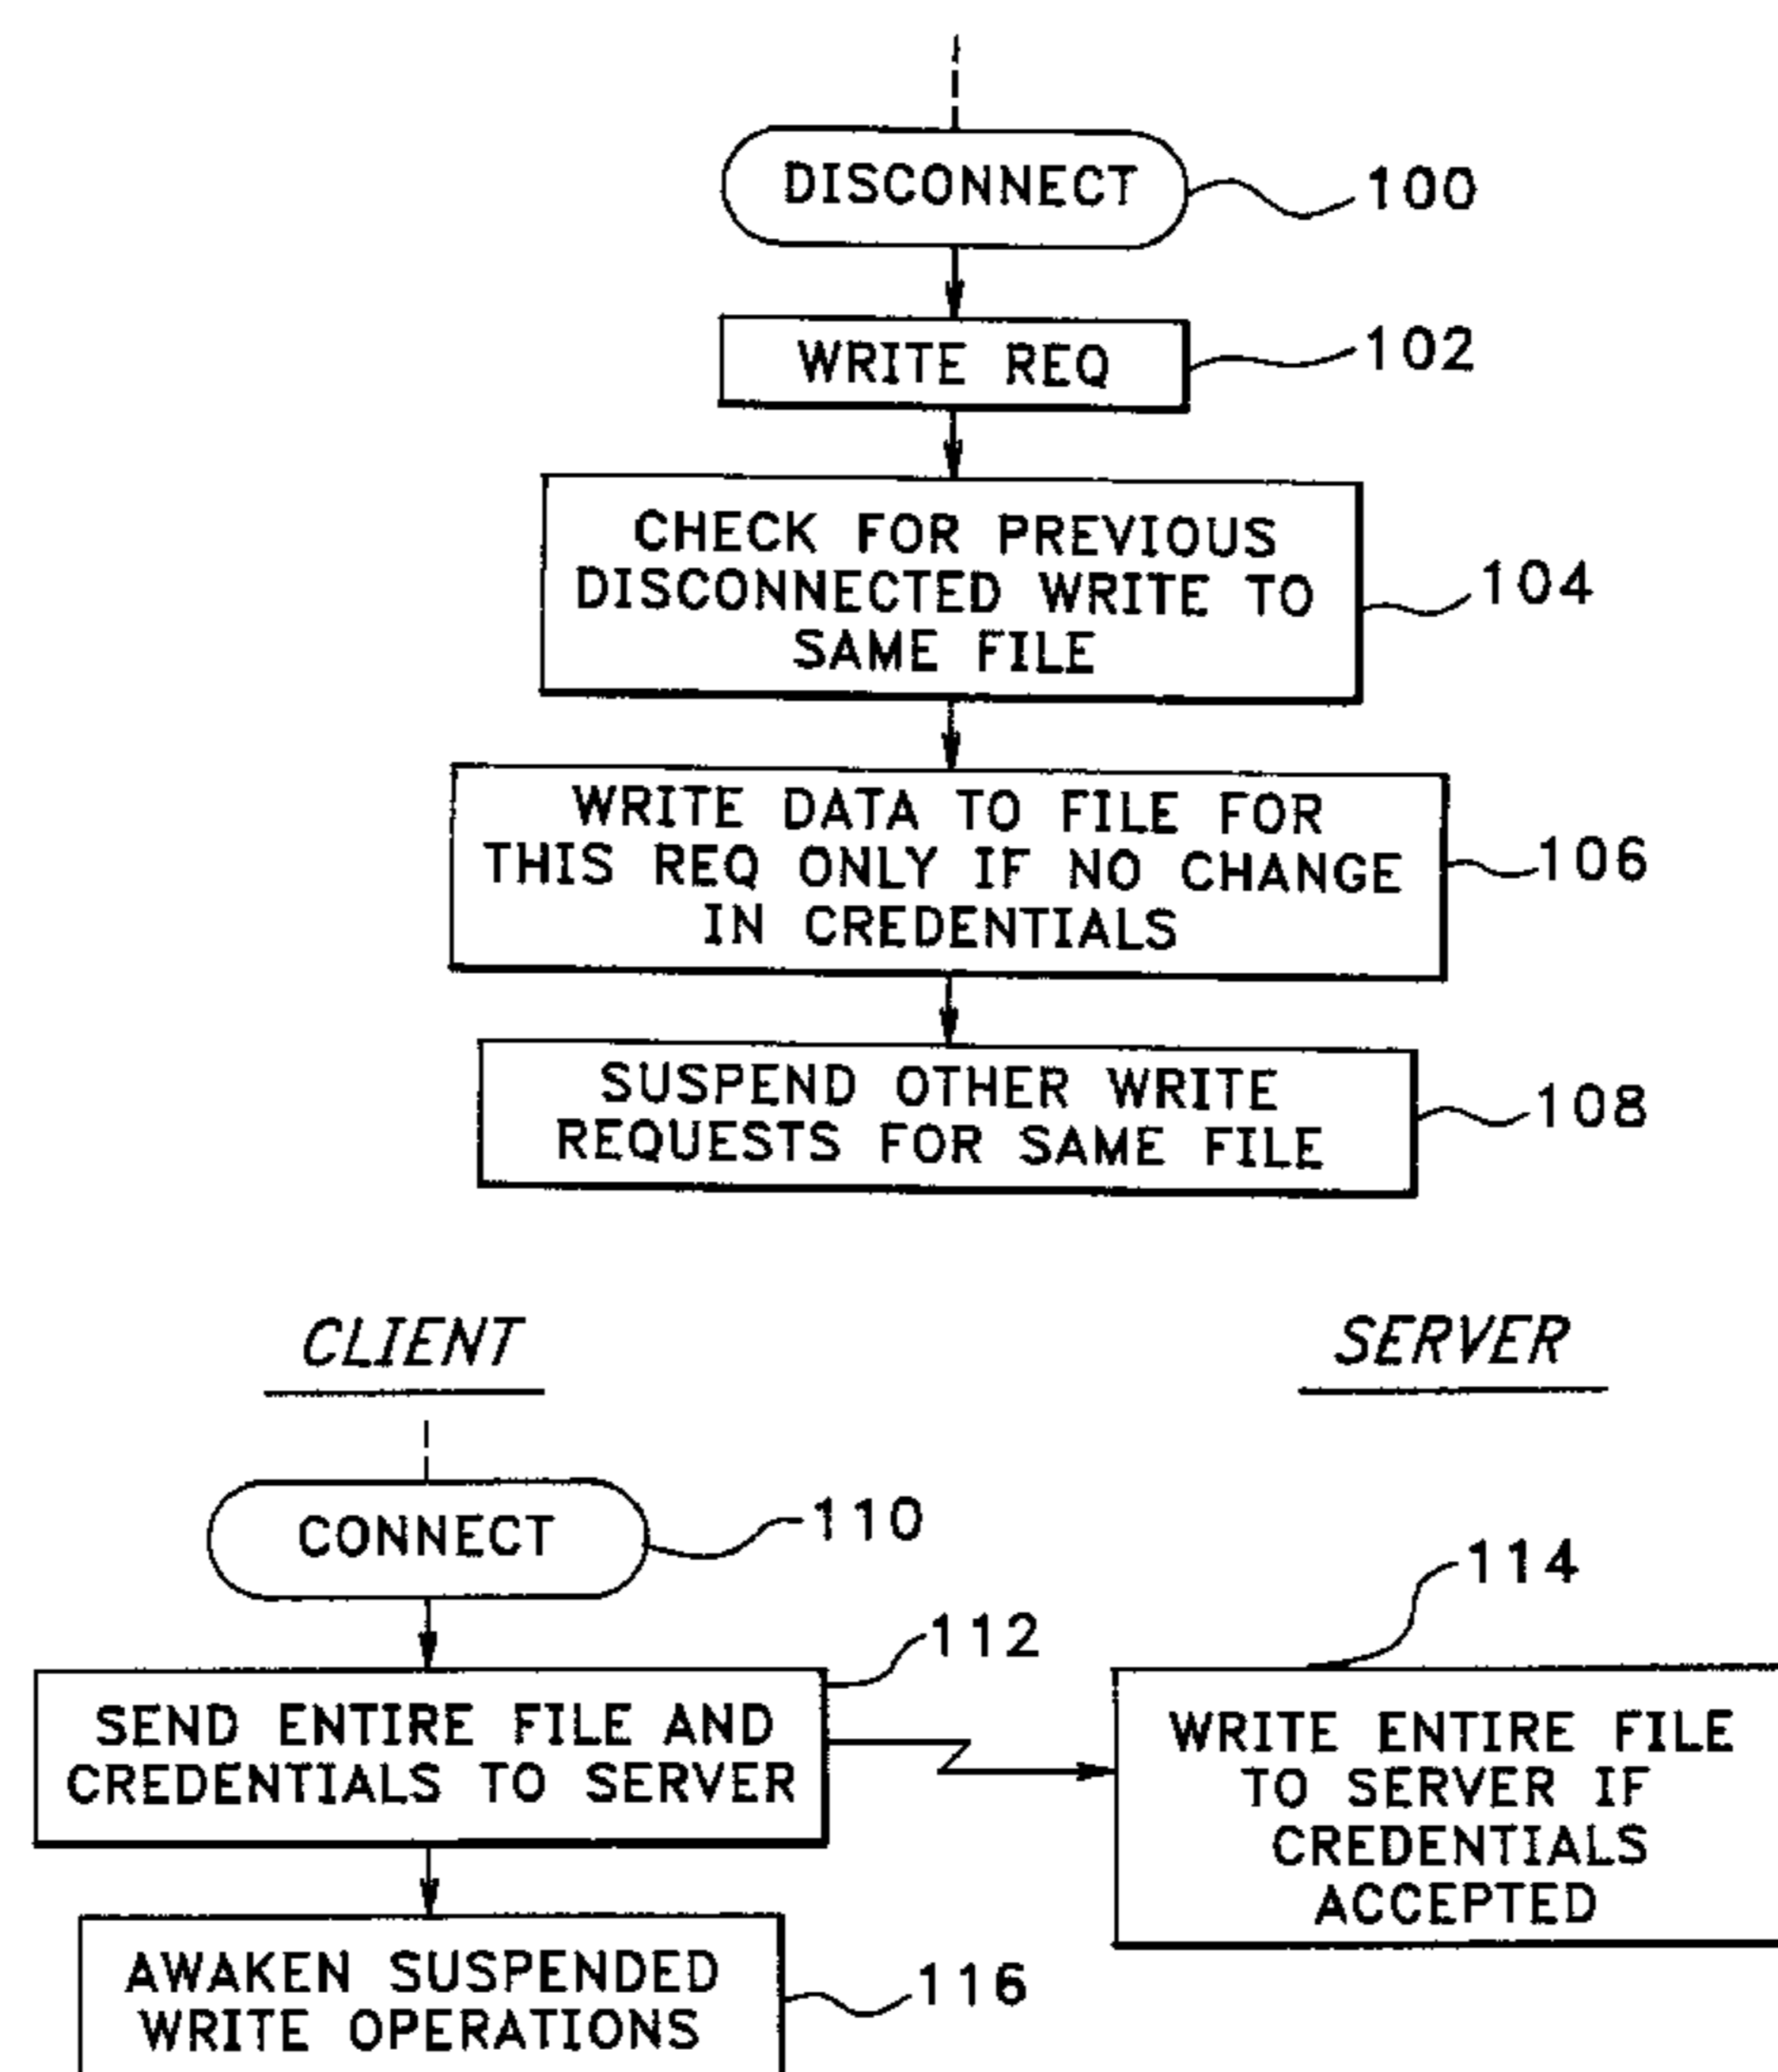 DISCONNECT
100
WRITE REQ
102
CHECK FOR PREVIOUS
DISCONNECTED WRITE TO
SAME FILE
104
WRITE DATA TO FILE FOR
THIS REQ ONLY IF NO CHANGE
IN CREDENTIALS
106
SUSPEND OTHER WRITE
REQUESTS FOR SAME FILE
108
CLIENT
SERVER
CONNECT
110
SEND ENTIRE FILE AND
CREDENTIALS TO SERVER
112
WRITE ENTIRE FILE
TO SERVER IF
CREDENTIALS
ACCEPTED
114
AWAKEN SUSPENDED
WRITE OPERATIONS
116